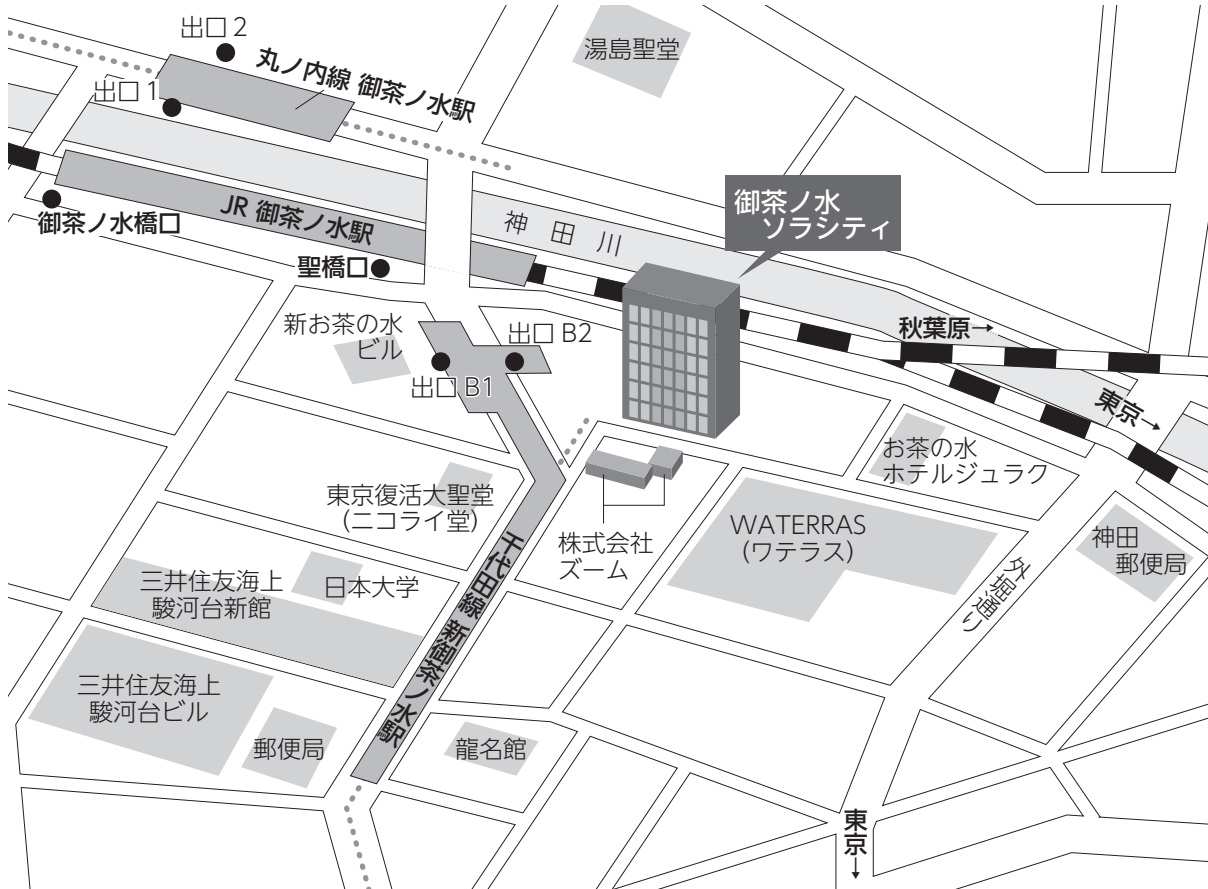 出口 2
丸ノ内線 御茶ノ水駅
湯島聖堂
出口 1
御茶ノ水
ソラシティ
御茶ノ水橋口
JR 御茶ノ水駅
神田川
聖橋口
秋葉原→
新お茶の水
ビル
出口 B2
出口 B1
東京→
お茶の水
ホテルジュラク
東京復活大聖堂
(ニコライ堂)
株式会社
ズーム
WATERRAS
(ワテラス)
神田
郵便局
三井住友海上
駿河台新館
日本大学
千代田線 新御茶ノ水駅
外堀通り
三井住友海上
駿河台ビル
郵便局
龍名館
東京→